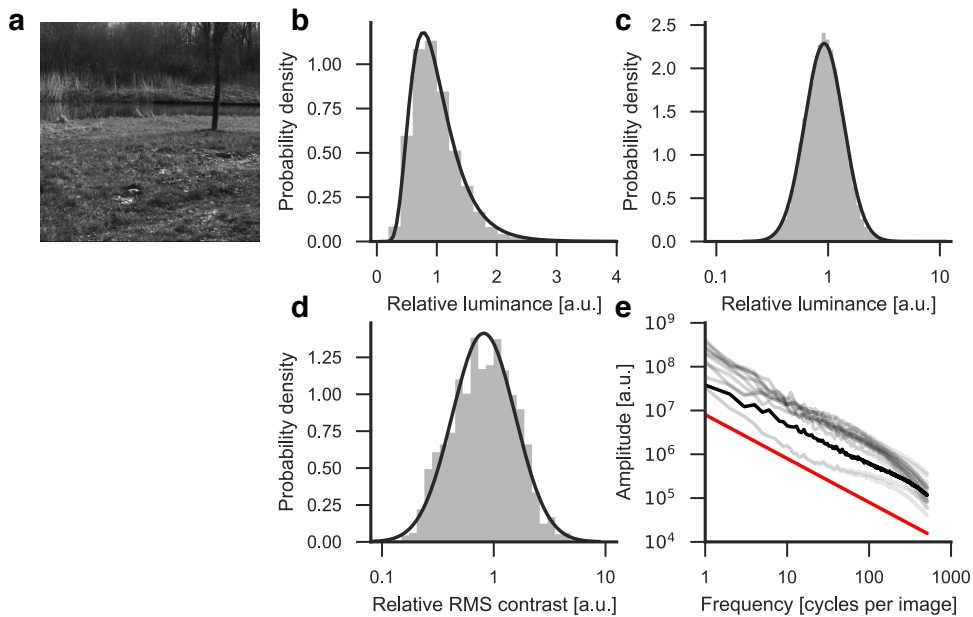 a
b
Probability density
1.00
0.75
0.50
0.25
0.00
0 1 2 3 4
Relative luminance [a.u.]
c
Probability density
2.5
2.0
1.5
1.0
0.5
0.0
0.1 1 10
Relative luminance [a.u.]
d
Probability density
1.25
1.00
0.75
0.50
0.25
0.00
0.1 1 10
Relative RMS contrast [a.u.]
e
Amplitude [a.u.]
10⁹
10⁸
10⁷
10⁶
10⁵
10⁴
1 10 100 1000
Frequency [cycles per image]